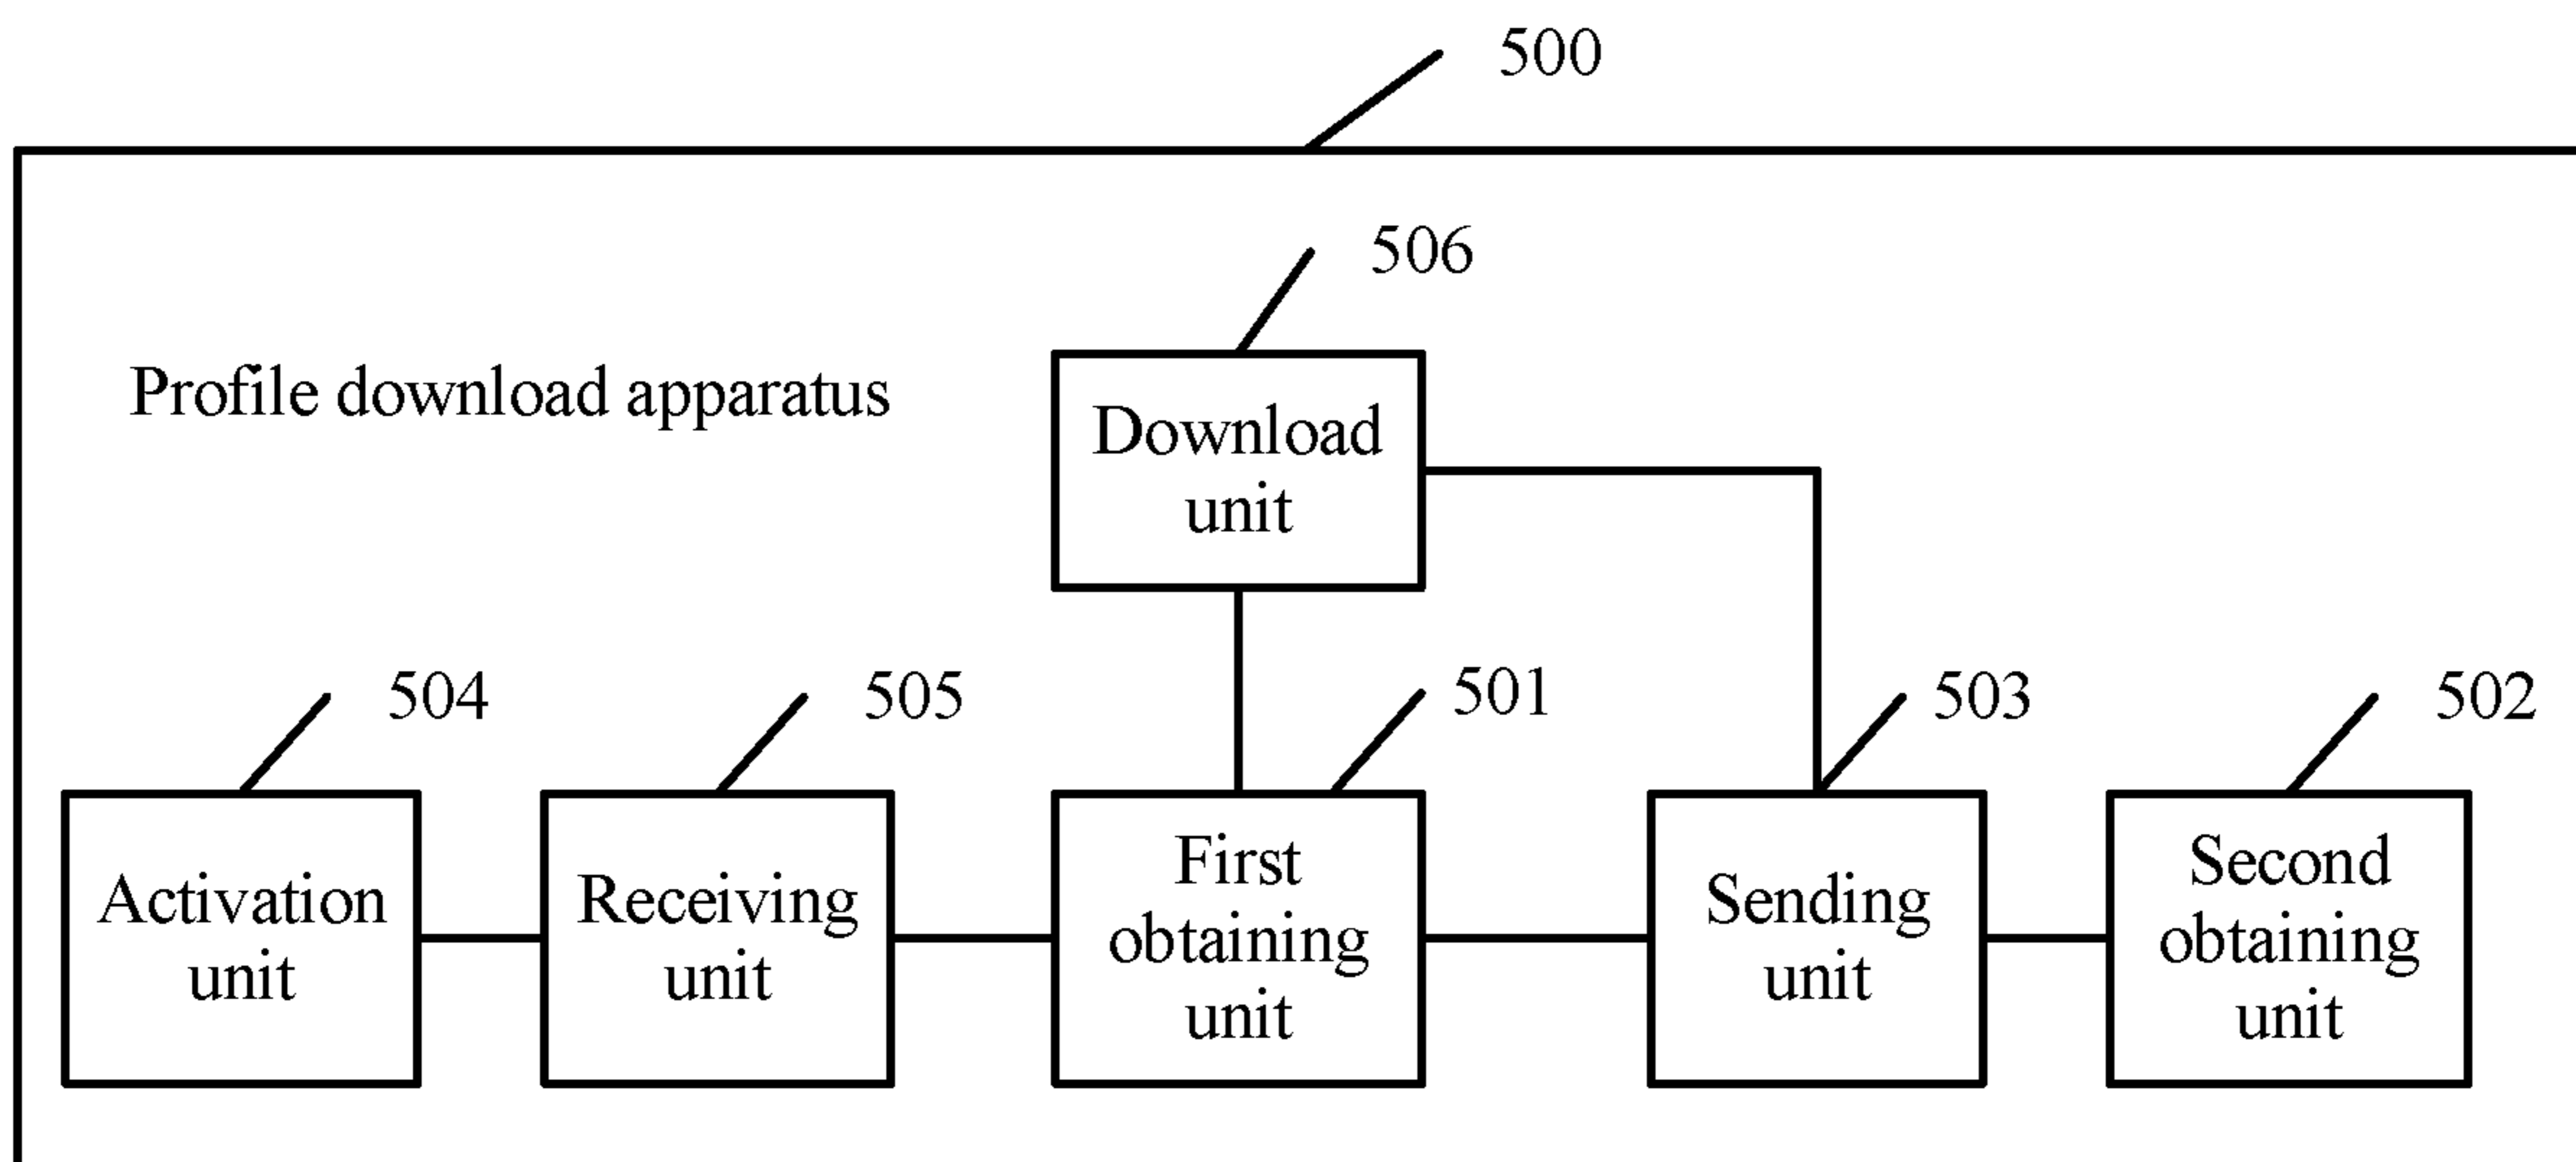 500
506
Profile download apparatus
Download
unit
504
505
501
503
502
Activation
unit
Receiving
unit
First
obtaining
unit
Sending
unit
Second
obtaining
unit